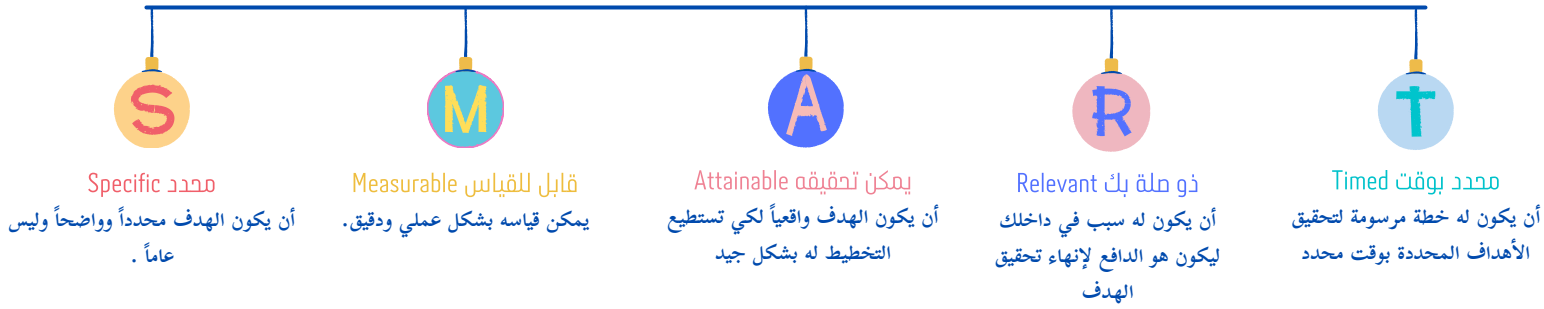 S
محدد Specific
أن يكون الهدف محدداً وواضحاً وليس
عاماً .
M
قابل للقياس Measurable
يمكن قياسه بشكل عملي ودقيق.
A
يمكن تحقيقه Attainable
أن يكون الهدف واقعياً لكي تستطيع
التخطيط له بشكل جيد
R
ذو صلة بك Relevant
أن يكون له سبب في داخلك
ليكون هو الدافع لإنهاء تحقيق
الهدف
T
محدد بوقت Timed
أن يكون له خطة مرسومة لتحقيق
الأهداف المحددة بوقت محدد